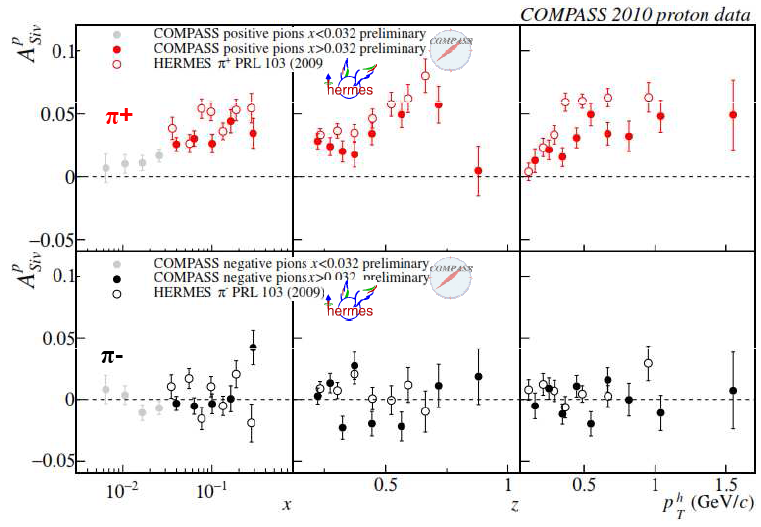 COMPASS 2010 proton data
A^p_Siv
0.1
COMPASS positive pions x<0.032 preliminary
COMPASS positive pions x>0.032 preliminary
HERMES π+ PRL 103 (2009
COMPASS
hermes
π+
0.05
0
−0.05
A^p_Siv
0.1
COMPASS negative pions x<0.032 preliminary
COMPASS negative pions x>0.032 preliminary
HERMES π- PRL 103 (2009)
COMPASS
hermes
π-
0.05
0
−0.05
10^−2 10^−1 0.5 1 0.5 1 1.5
x z p_T^h (GeV/c)